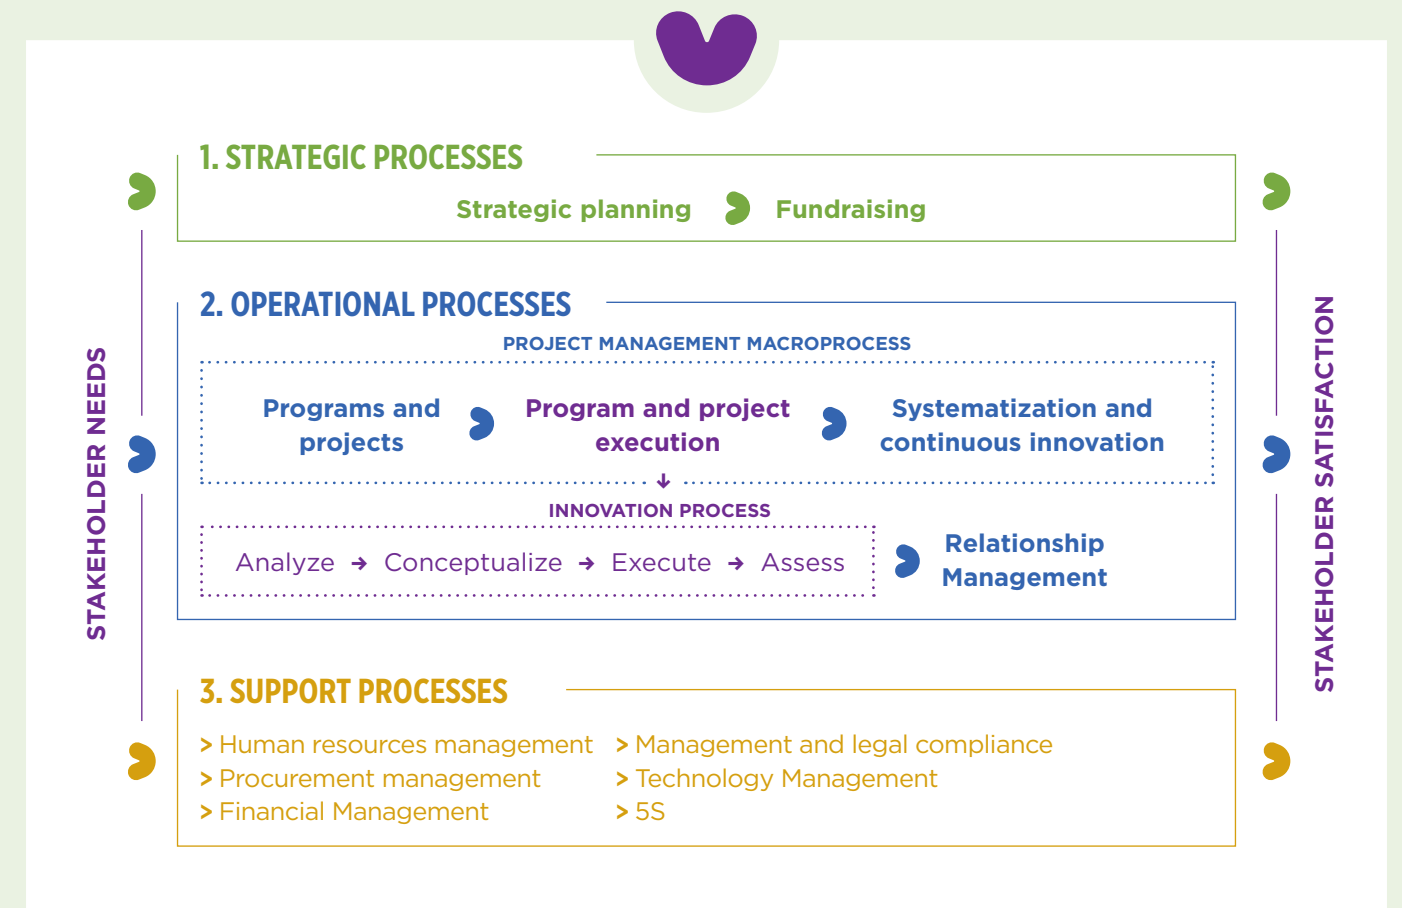 1. STRATEGIC PROCESSES
Strategic planning
Fundraising
2. OPERATIONAL PROCESSES
PROJECT MANAGEMENT MACROPROCESS
Programs and
projects
Program and project
execution
Systematization and
continuous innovation
INNOVATION PROCESS
Analyze → Conceptualize → Execute → Assess
Relationship
Management
3. SUPPORT PROCESSES
> Human resources management
> Procurement management
> Financial Management
> Management and legal compliance
> Technology Management
> 5S
STAKEHOLDER NEEDS
STAKEHOLDER SATISFACTION